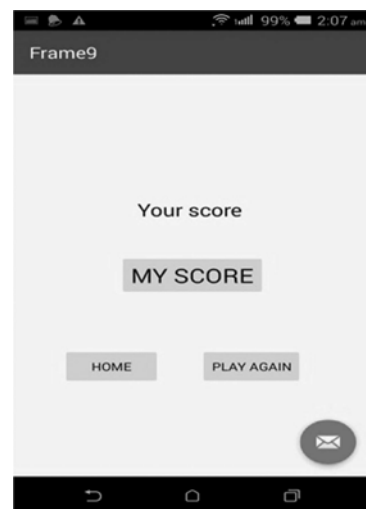 99% 2:07 am
Frame9
Your score
MY SCORE
HOME PLAY AGAIN